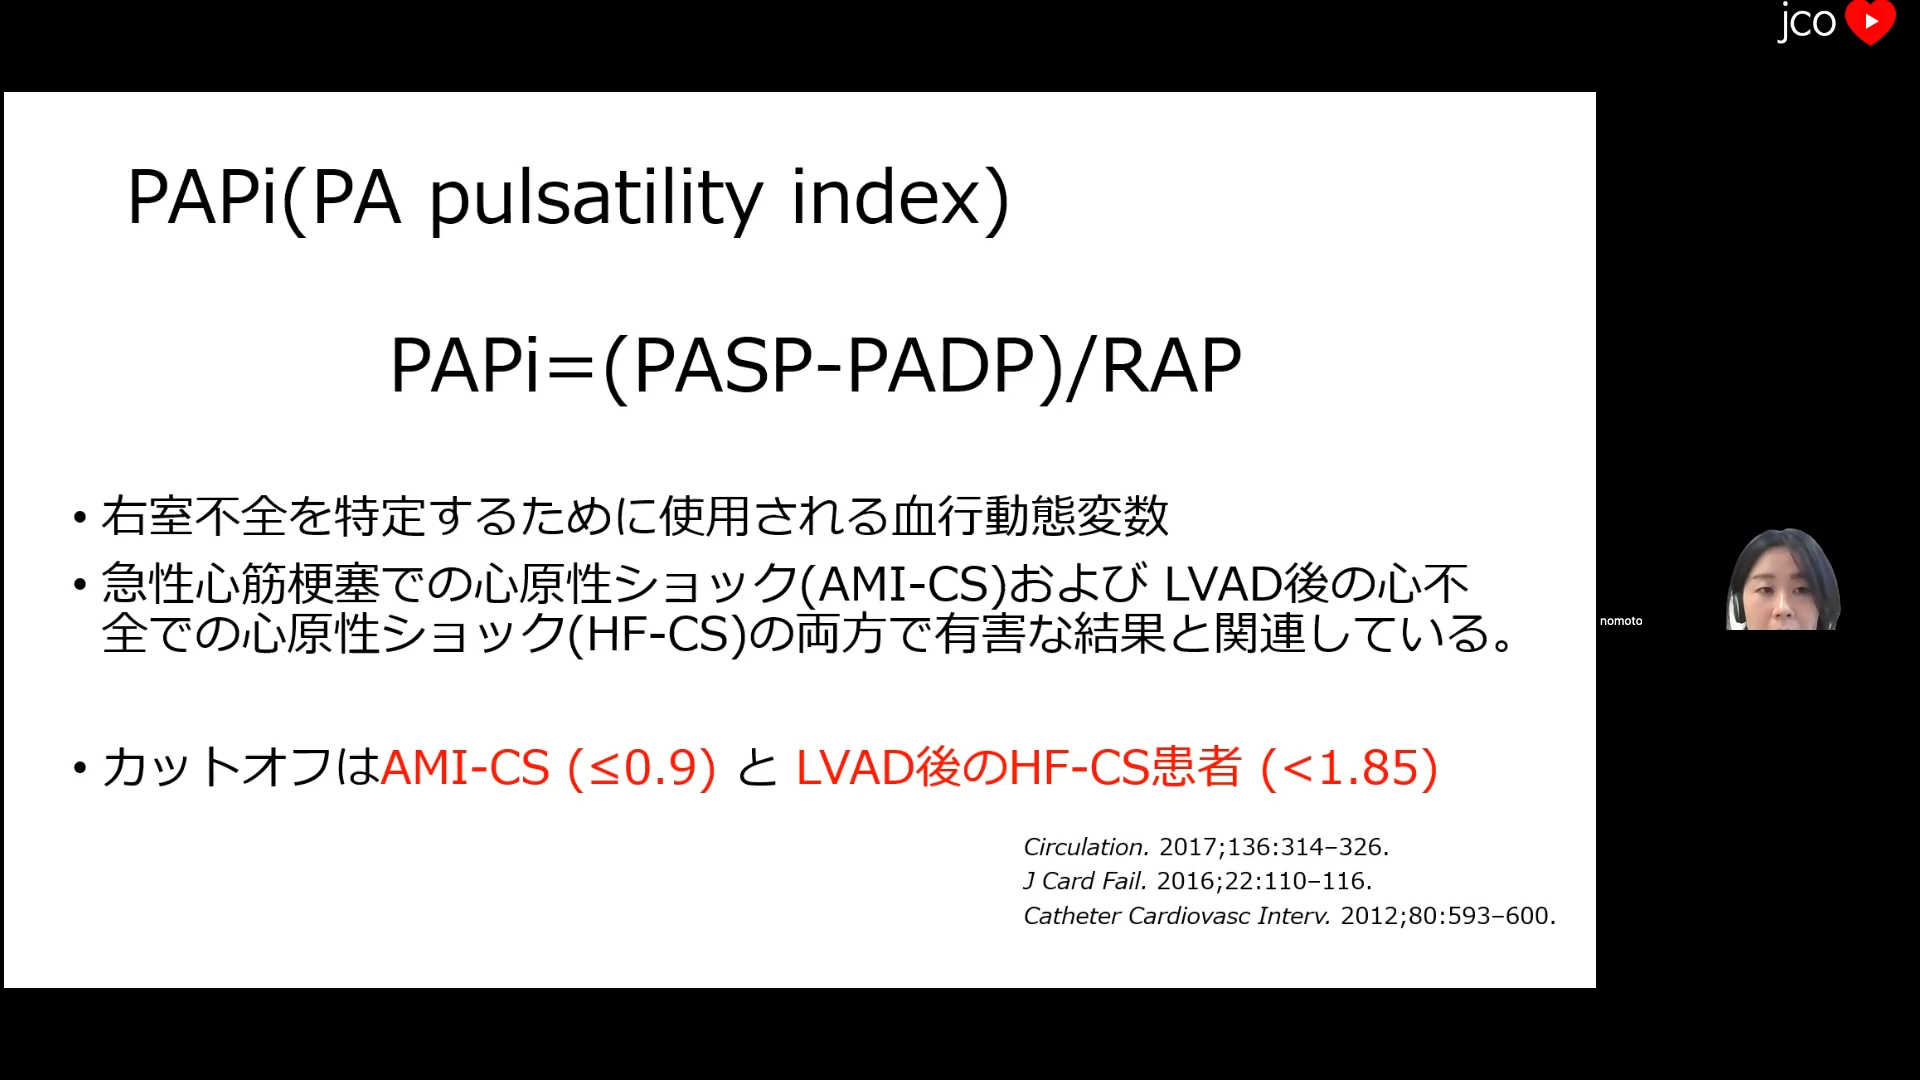 jco
PAPi(PA pulsatility index)
PAPi=(PASP-PADP)/RAP
• 右室不全を特定するために使用される血行動態変数
• 急性心筋梗塞での心原性ショック(AMI-CS)および LVAD後の心不
全での心原性ショック(HF-CS)の両方で有害な結果と関連している。
• カットオフはAMI-CS (≤0.9) と LVAD後のHF-CS患者 (<1.85)
Circulation. 2017;136:314–326.
J Card Fail. 2016;22:110–116.
Catheter Cardiovasc Interv. 2012;80:593–600.
nomoto